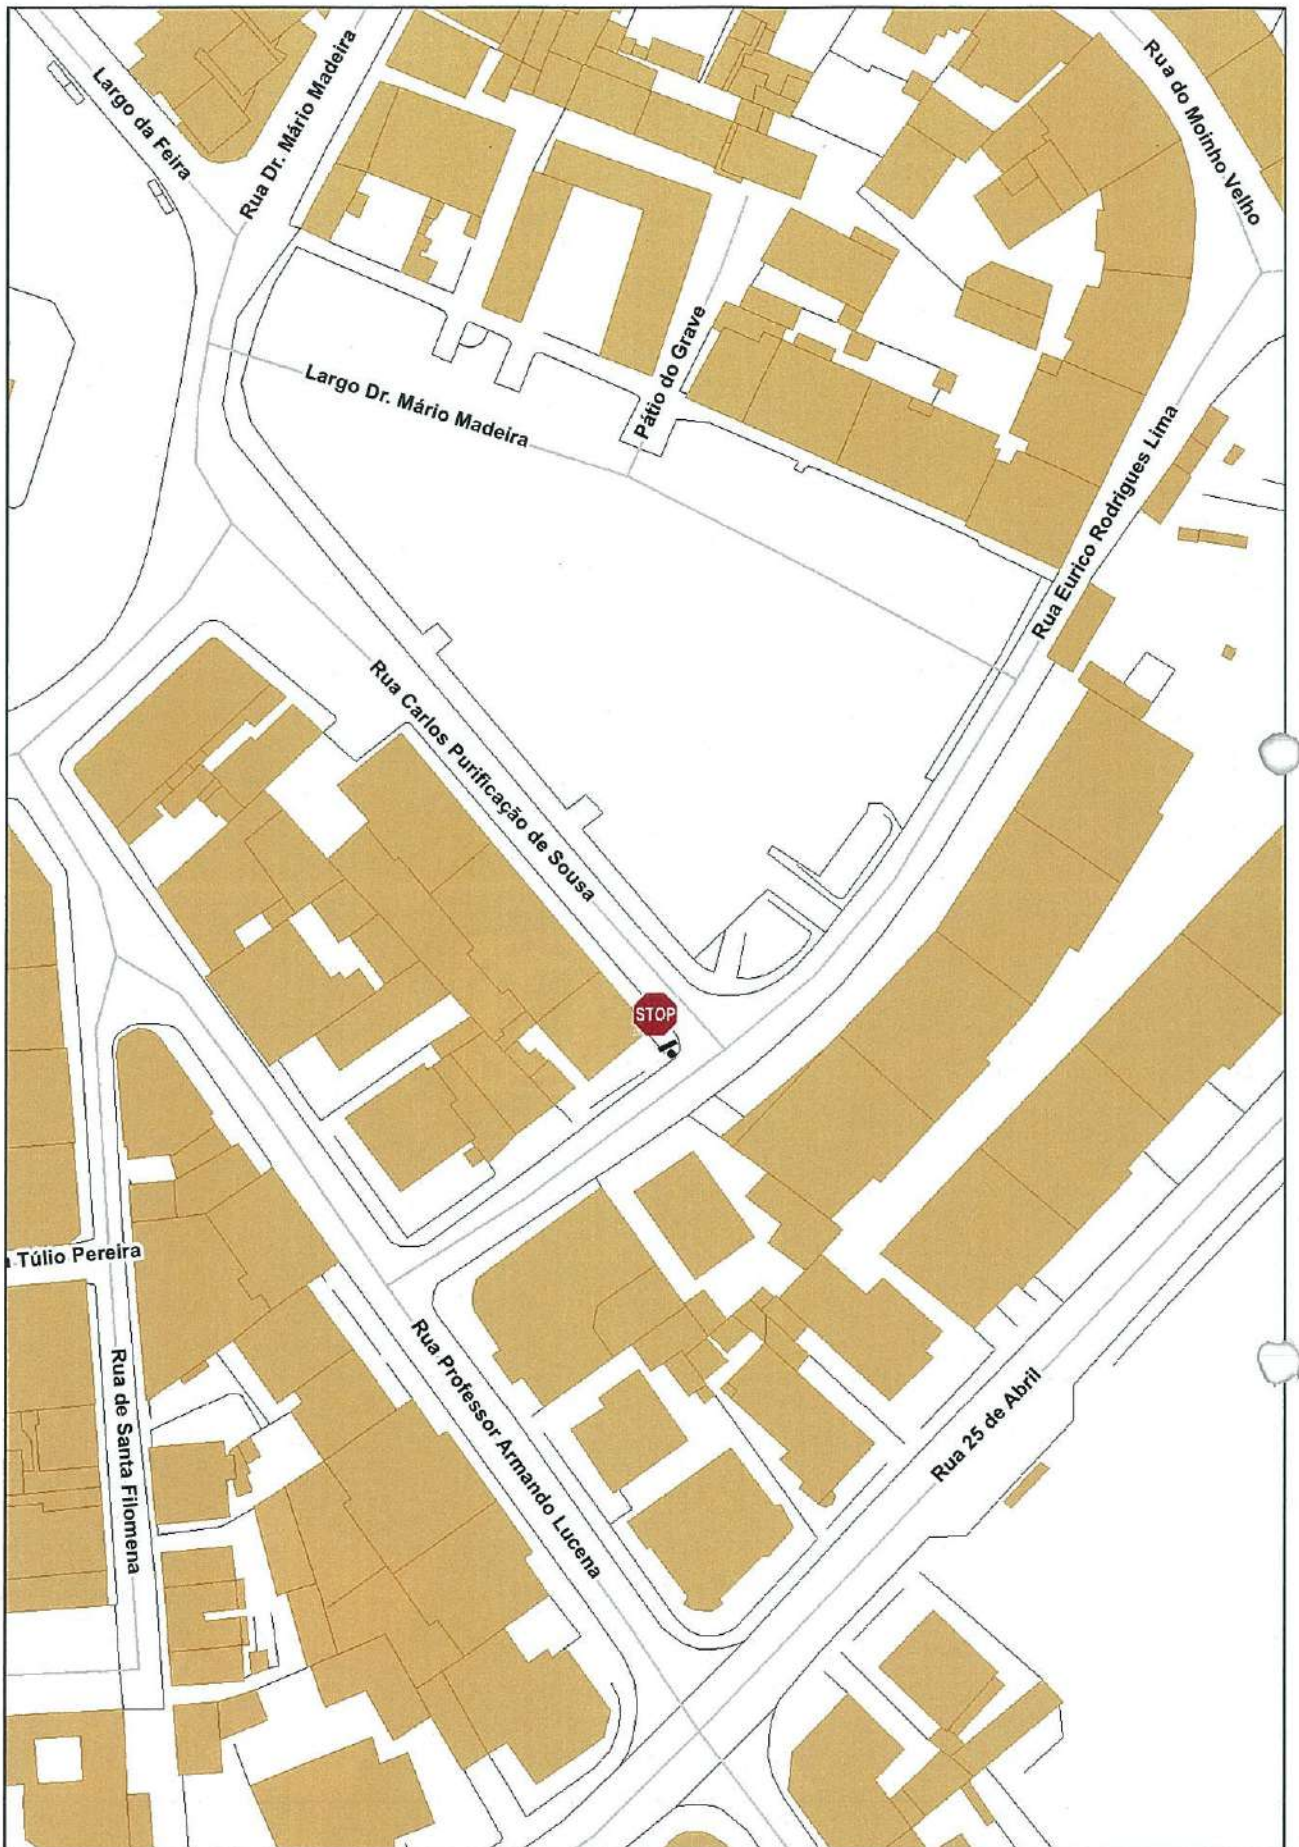 Largo da Feira
Rua Dr. Mário Madeira
Rua do Moinho Velho
Largo Dr. Mário Madeira
Pátio do Grave
Rua Eurico Rodrigues Lima
Rua Carlos Purificação de Sousa
STOP
Túlio Pereira
Rua de Santa Filomena
Rua Professor Armando Lucena
Rua 25 de Abril